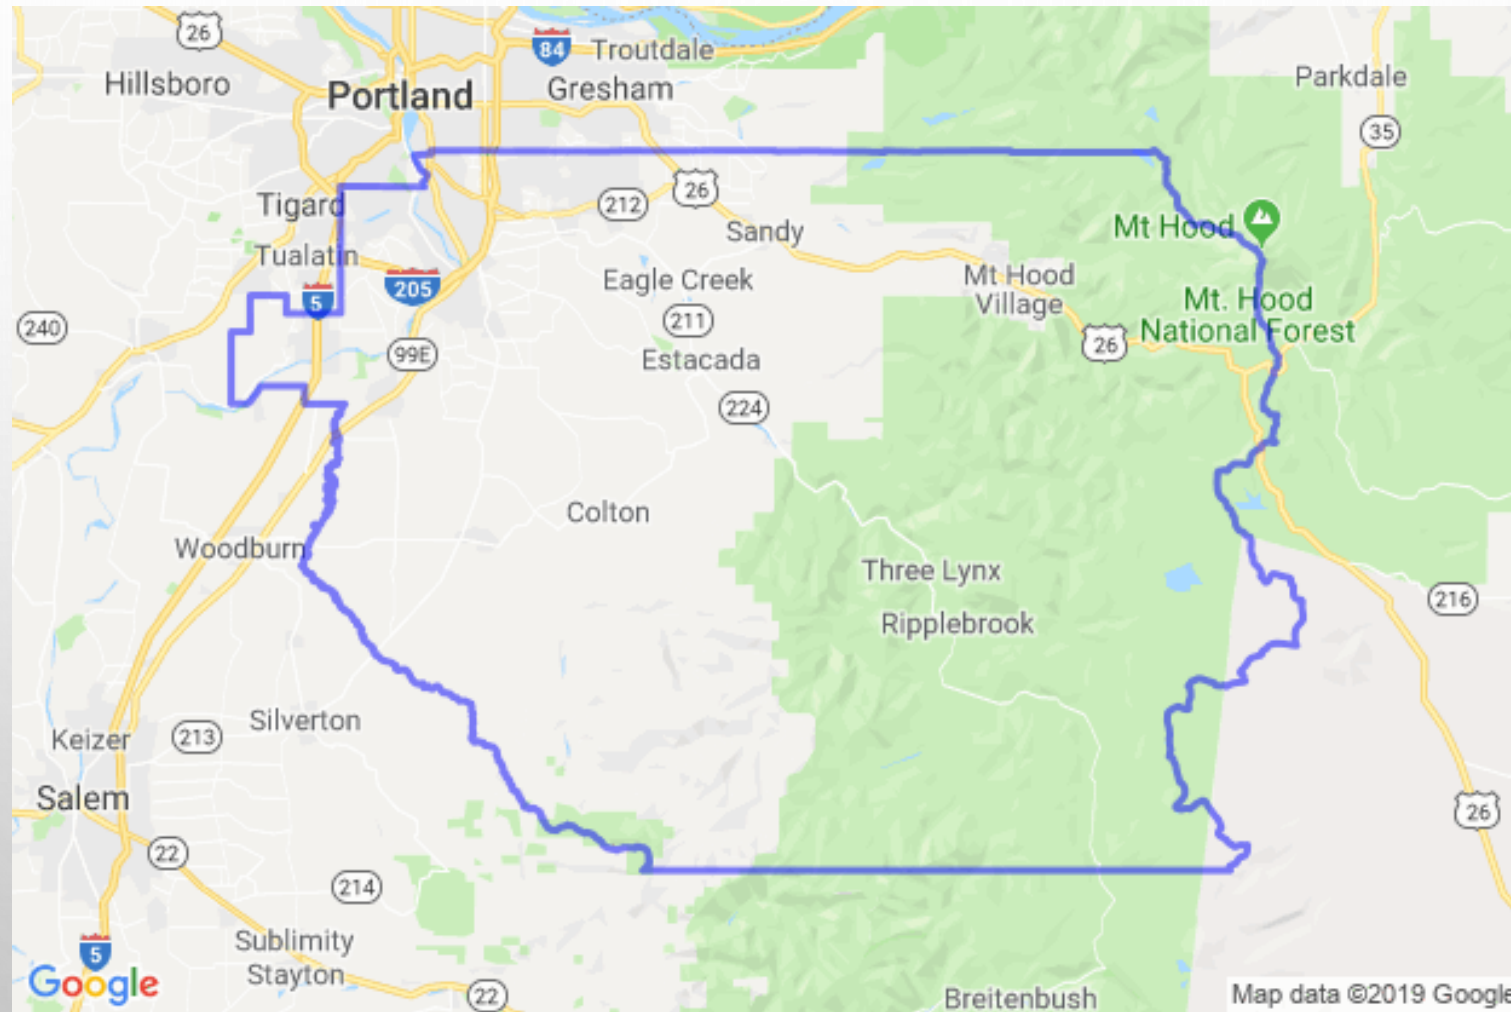 26
84
Troutdale
Hillsboro
Portland
Gresham
Parkdale
35
Tigard
212
26
Sandy
Mt Hood
Tualatin
Eagle Creek
Mt Hood
Village
205
5
240
211
Mt. Hood
National Forest
99E
26
Estacada
224
Colton
Woodburn
Three Lynx
216
Ripplebrook
Silverton
Keizer
213
Salem
26
22
214
Sublimity
5
Stayton
Google
22
Breitenbush
Map data ©2019 Google